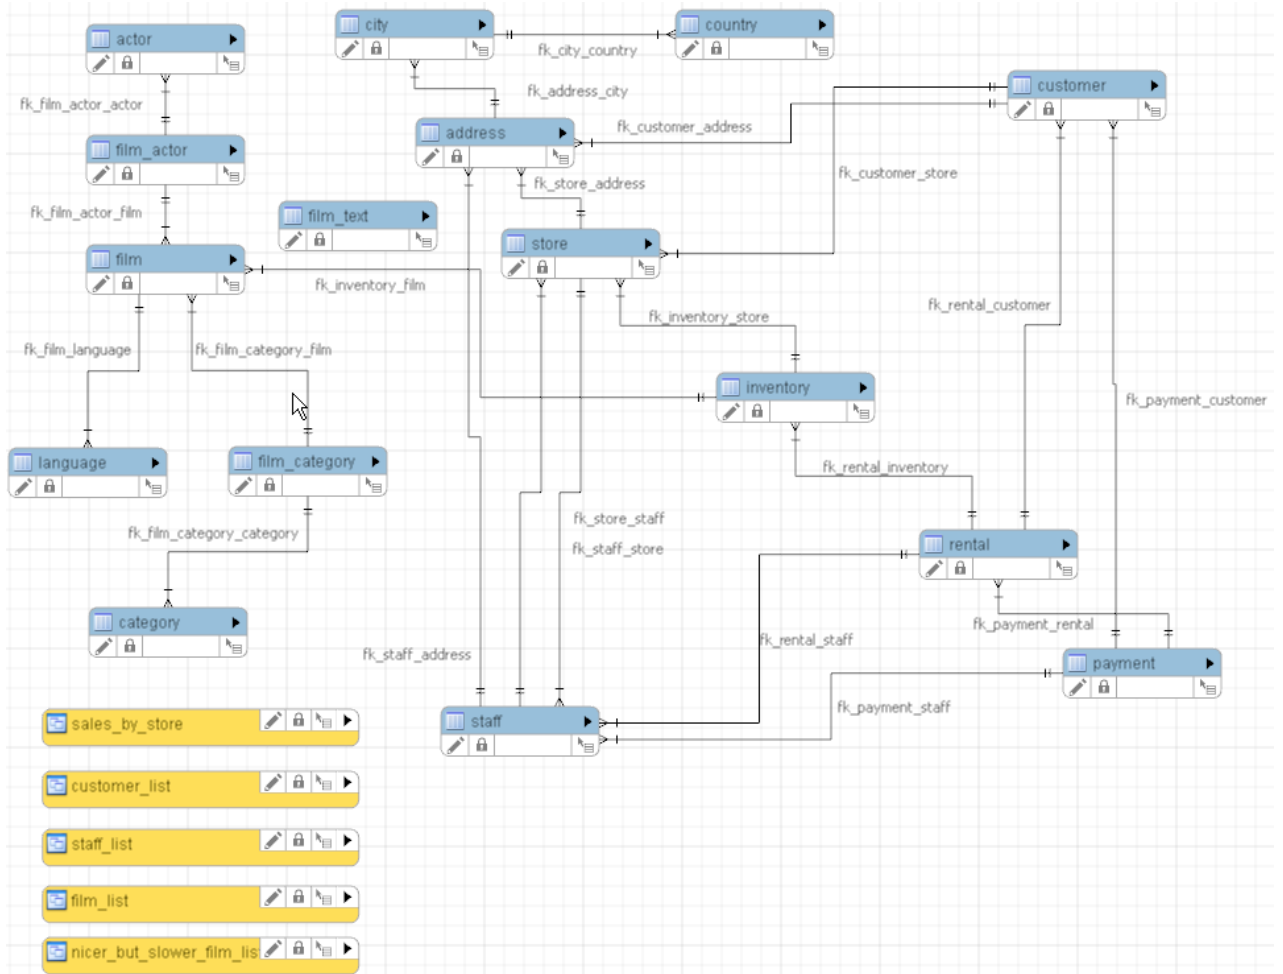 city
country
actor
fk_city_country
customer
fk_address_city
fk_film_actor_actor
address
fk_customer_address
film_actor
fk_customer_store
fk_store_address
fk_film_actor_film
film_text
store
film
fk_inventory_film
fk_rental_customer
fk_inventory_store
fk_film_language
fk_film_category_film
inventory
fk_payment_customer
language
film_category
fk_rental_inventory
fk_store_staff
fk_film_category_category
rental
fk_staff_store
category
fk_payment_rental
fk_rental_staff
fk_staff_address
payment
fk_payment_staff
sales_by_store
staff
customer_list
staff_list
film_list
nicer_but_slower_film_lis